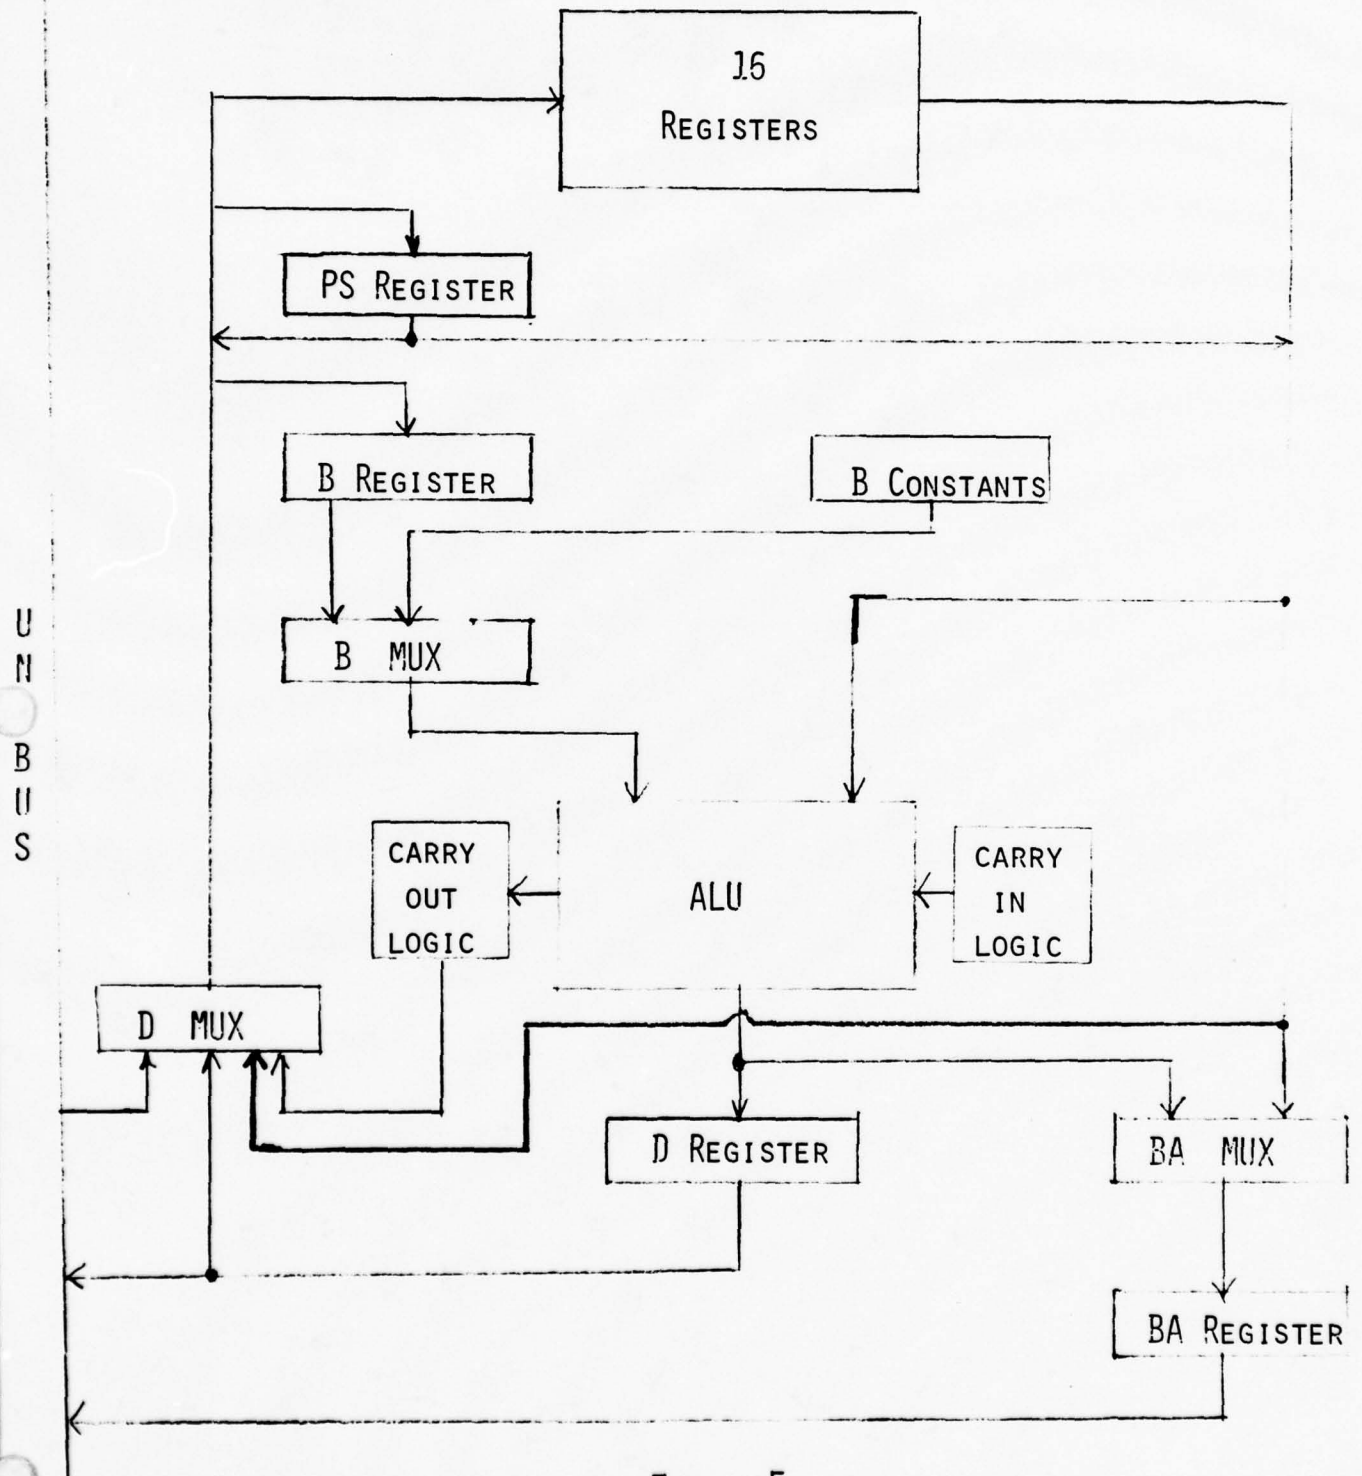 16
REGISTERS
PS REGISTER
B REGISTER
B CONSTANTS
B MUX
UNIBUS
CARRY
OUT
LOGIC
ALU
CARRY
IN
LOGIC
D MUX
D REGISTER
BA MUX
BA REGISTER